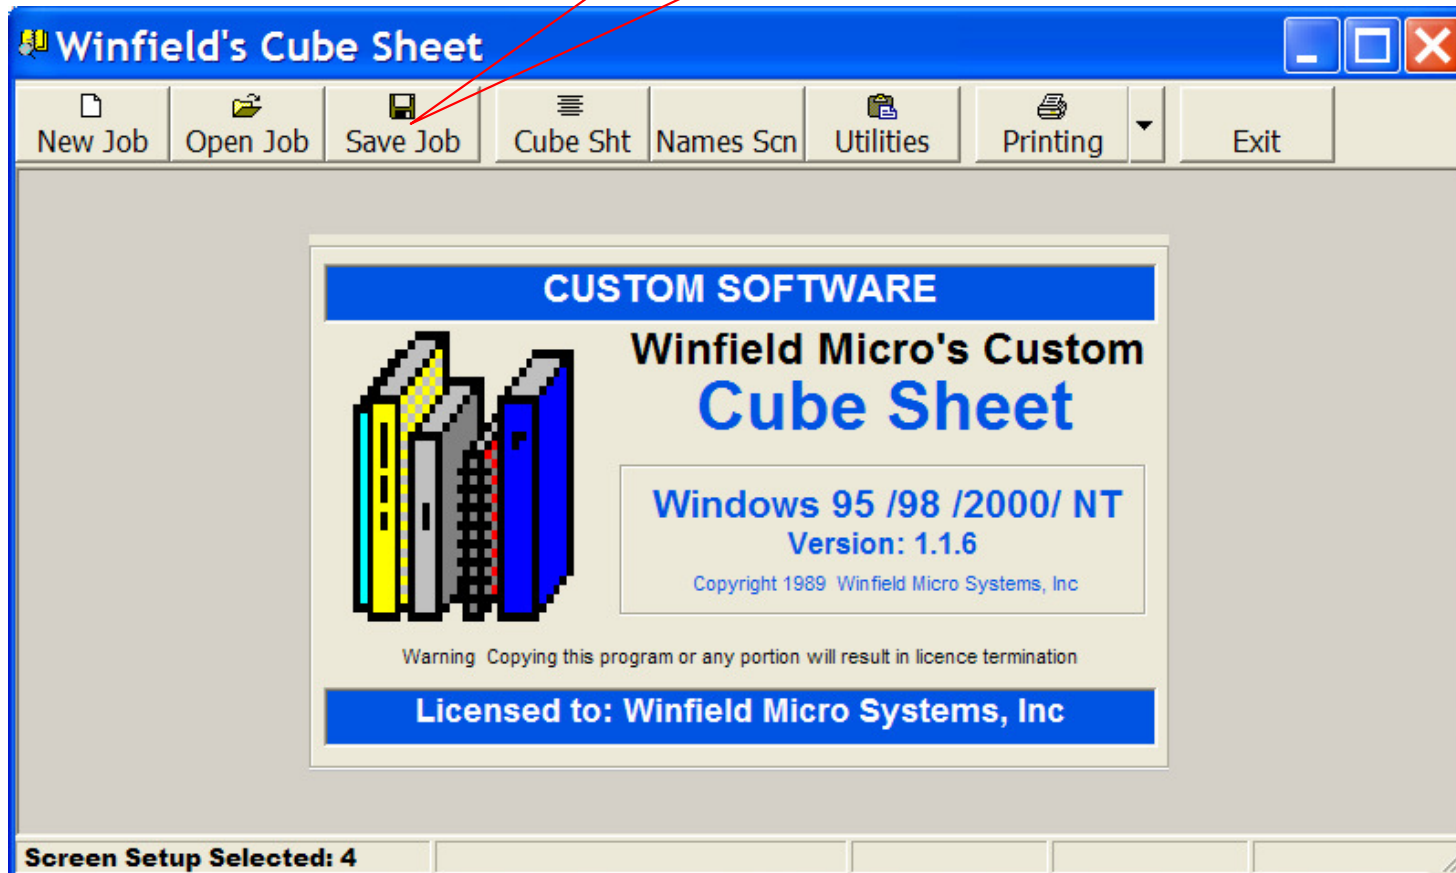 Winfield's Cube Sheet
New Job Open Job Save Job Cube Sht Names Scn Utilities Printing Exit
CUSTOM SOFTWARE
Winfield Micro's Custom
Cube Sheet
Windows 95 /98 /2000/ NT
Version: 1.1.6
Copyright 1989 Winfield Micro Systems, Inc
Warning Copying this program or any portion will result in licence termination
Licensed to: Winfield Micro Systems, Inc
Screen Setup Selected: 4